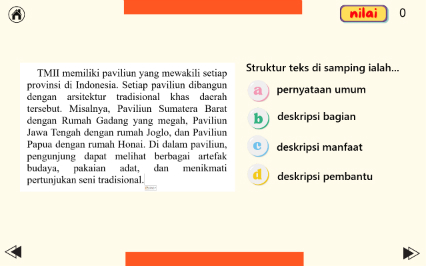 nilai 0
TMII memiliki paviliun yang mewakili setiap
provinsi di Indonesia. Setiap paviliun dibangun
dengan arsitektur tradisional khas daerah
tersebut. Misalnya, Paviliun Sumatera Barat
dengan Rumah Gadang yang megah, Paviliun
Jawa Tengah dengan rumah Joglo, dan Paviliun
Papua dengan rumah Honai. Di dalam paviliun,
pengunjung dapat melihat berbagai artefak
budaya, pakaian adat, dan menikmati
pertunjukan seni tradisional.
Struktur teks di samping ialah...
a pernyataan umum
b deskripsi bagian
c deskripsi manfaat
d deskripsi pembantu